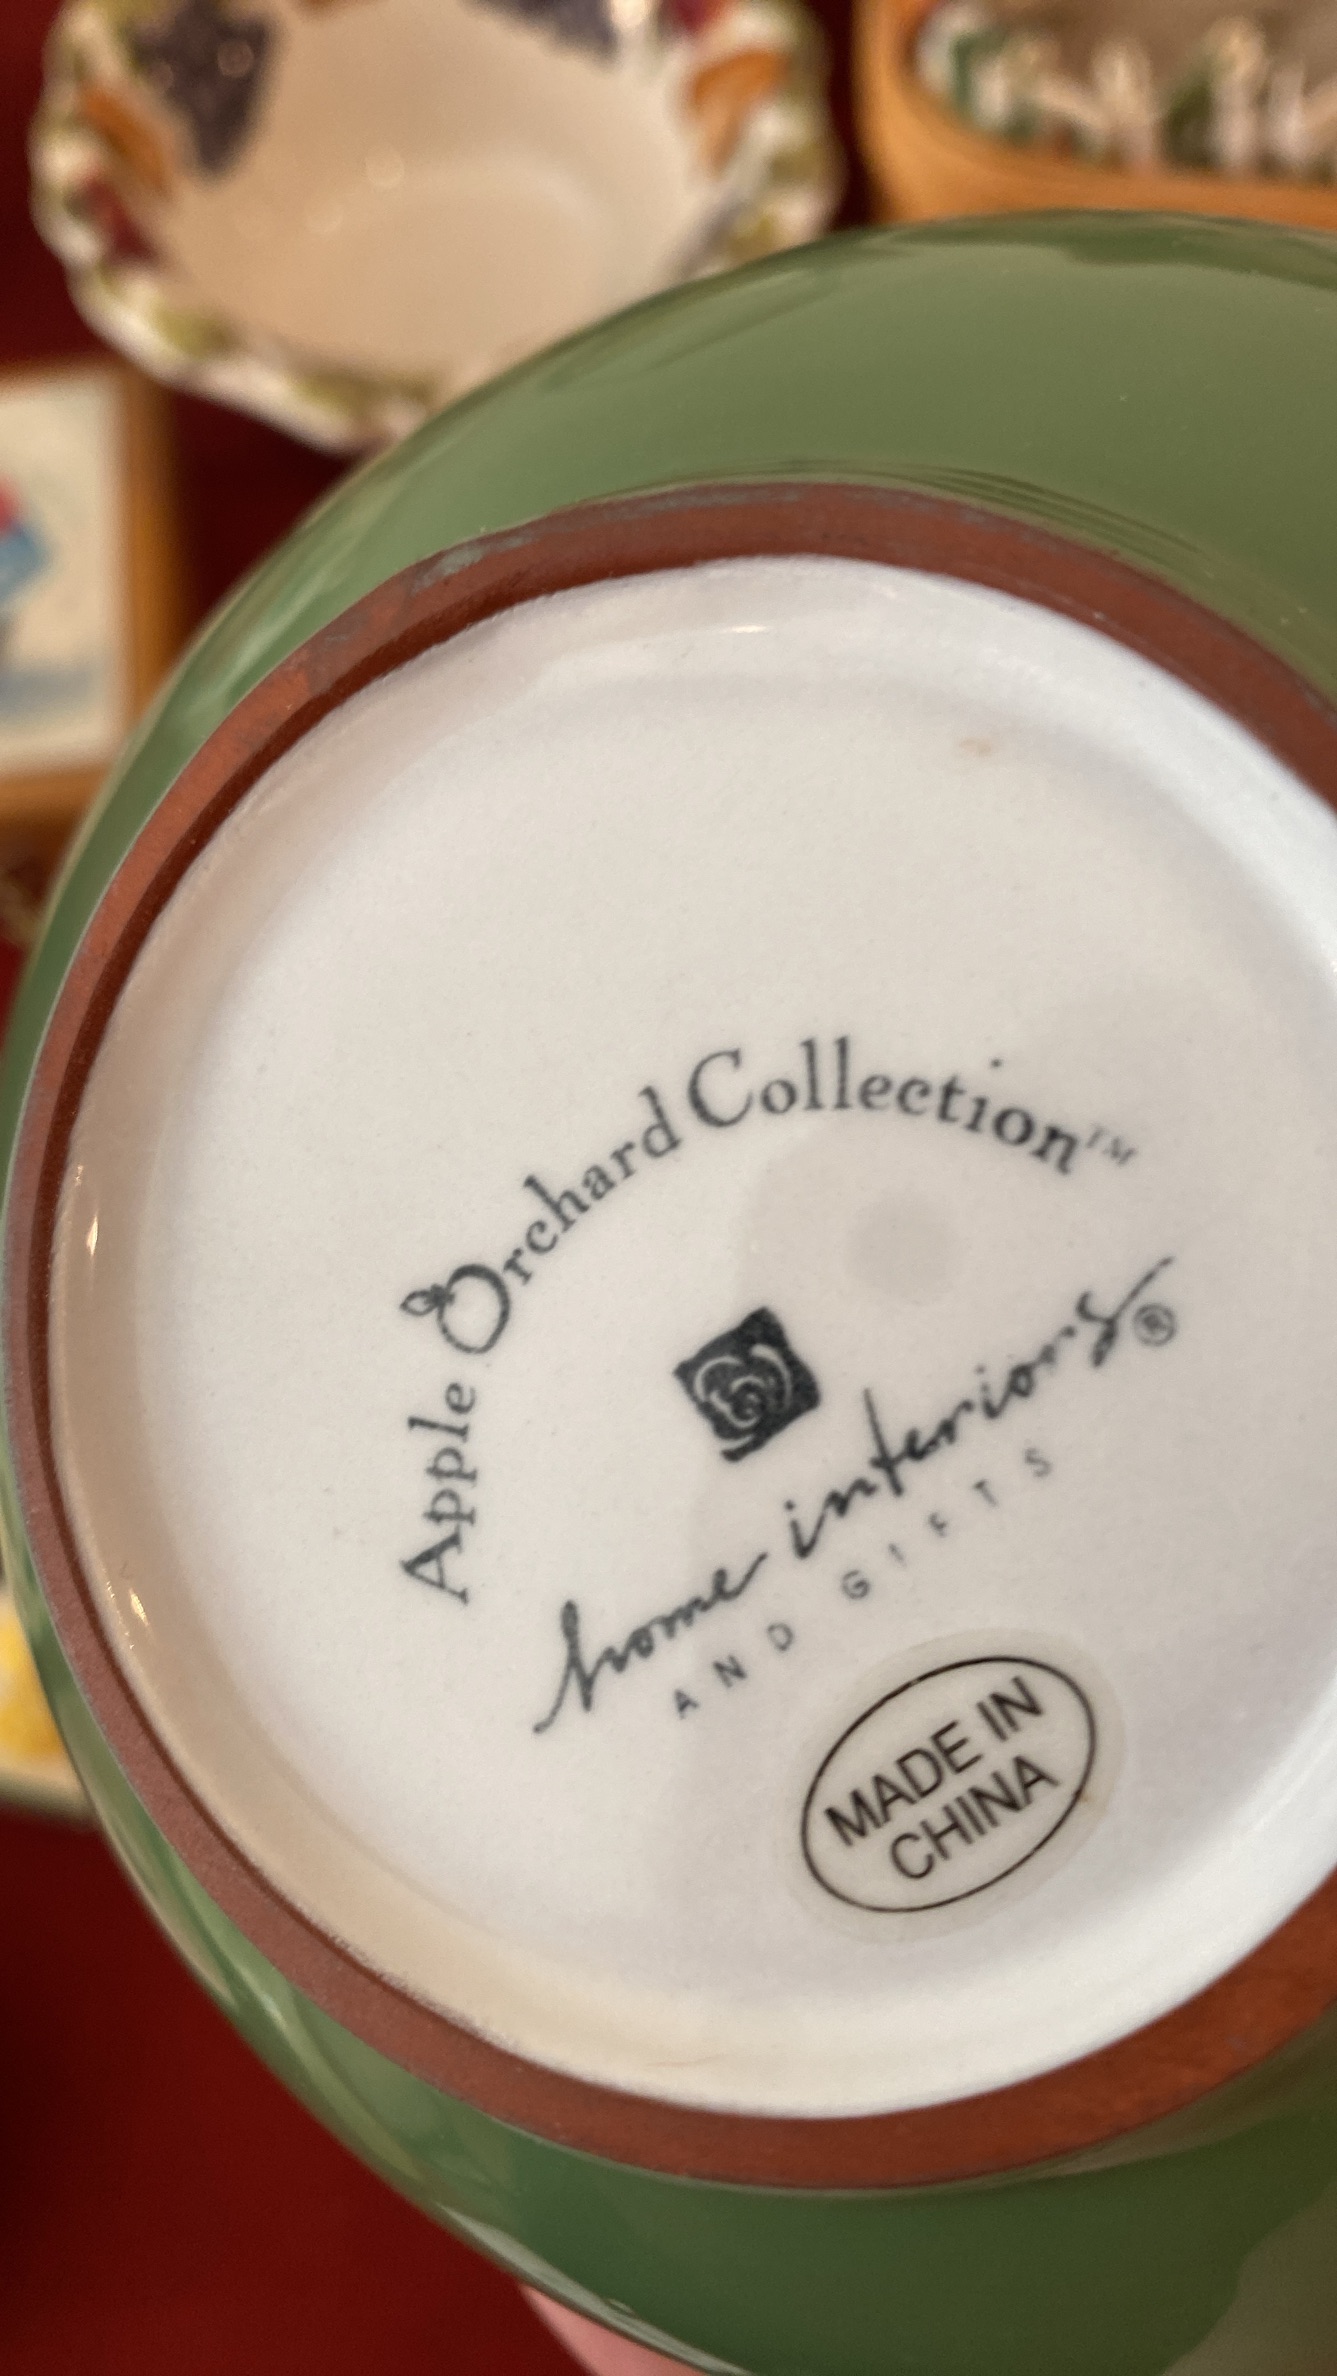 Apple Orchard Collection™
home interiors®
AND GIFTS
MADE IN
CHINA